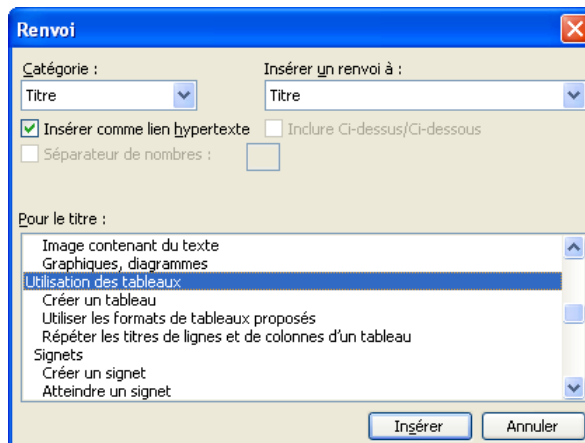 Renvoi
Catégorie :
Insérer un renvoi à :
Titre
Titre
Insérer comme lien hypertexte
Inclure Ci-dessus/Ci-dessous
Séparateur de nombres :
Pour le titre :
Image contenant du texte
Graphiques, diagrammes
Utilisation des tableaux
Créer un tableau
Utiliser les formats de tableaux proposés
Répéter les titres de lignes et de colonnes d'un tableau
Signets
Créer un signet
Atteindre un signet
Insérer
Annuler